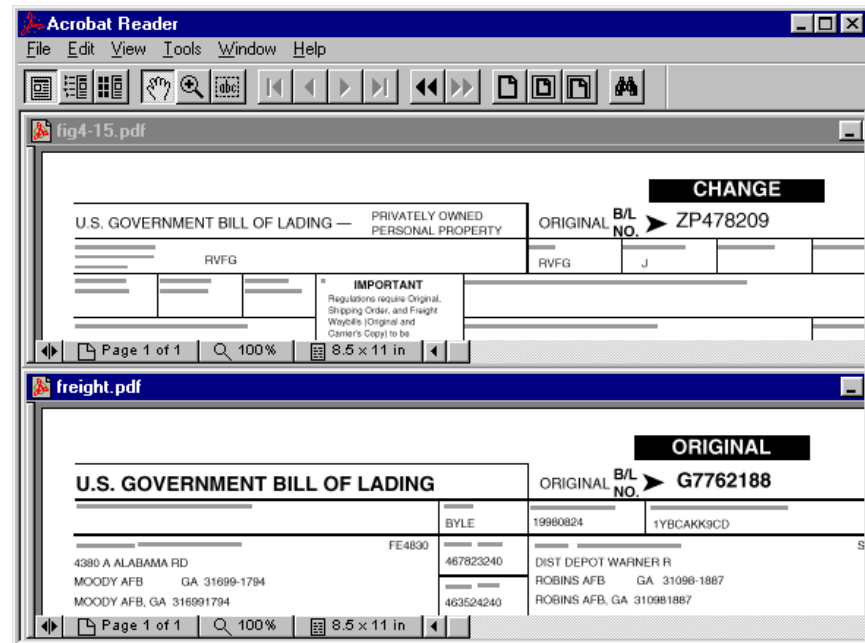 Acrobat Reader
File Edit View Tools Window Help
abc
fig4-15.pdf
CHANGE
U.S. GOVERNMENT BILL OF LADING — PRIVATELY OWNED PERSONAL PROPERTY ORIGINAL B/L NO. ZP478209
RVFG RVFG J
IMPORTANT
Regulations require Original,
Shipping Order, and Freight
Waybills (Original and
Carrier's Copy) to be
Page 1 of 1 100% 8.5 x 11 in
freight.pdf
ORIGINAL
U.S. GOVERNMENT BILL OF LADING ORIGINAL B/L NO. G7762188
BYLE 19980824 1YBCAKK9CD
FE4830 S
4380 A ALABAMA RD 467823240 DIST DEPOT WARNER R
MOODY AFB GA 31699-1794 ROBINS AFB GA 31098-1887
MOODY AFB, GA 316991794 463524240 ROBINS AFB, GA 310981887
Page 1 of 1 100% 8.5 x 11 in